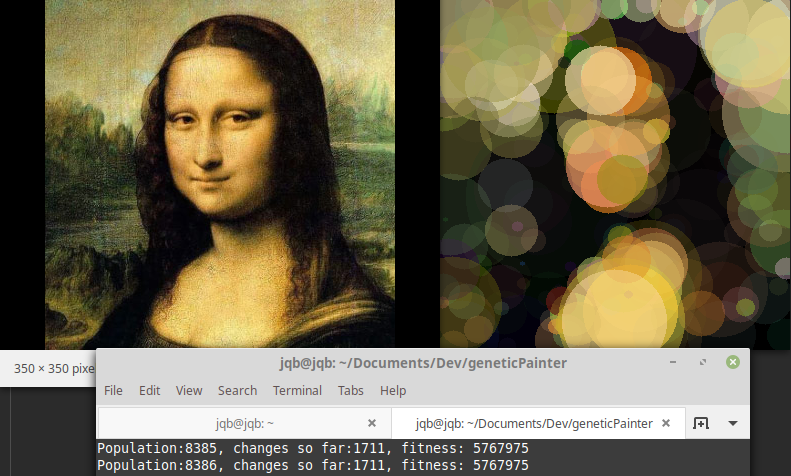 350 × 350 pixe
jqb@jqb: ~/Documents/Dev/geneticPainter
File Edit View Search Terminal Tabs Help
jqb@jqb: ~
jqb@jqb: ~/Documents/Dev/geneticPainter
Population:8385, changes so far:1711, fitness: 5767975
Population:8386, changes so far:1711, fitness: 5767975